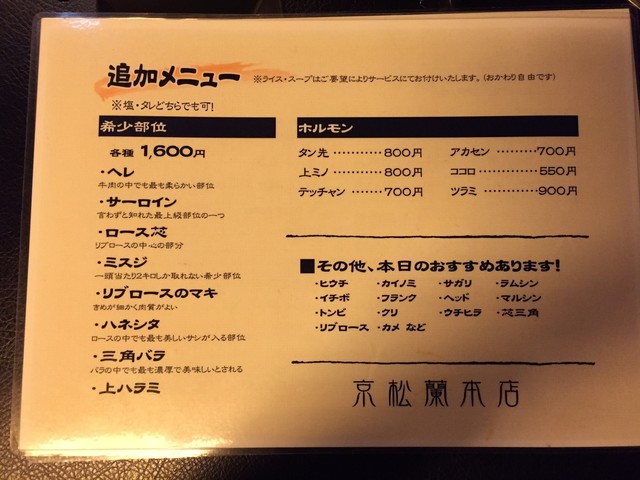 追加メニュー ※ライス・スープはご要望によりサービスにてお付けいたします。(おかわり自由です)
※塩・タレどちらでも可!
希少部位
各種 1,600円
・ヘレ
牛肉の中でも最も柔らかい部位
・サーロイン
言わずと知れた最上級部位の一つ
・ロース芯
リブロースの中心の部分
・ミスジ
一頭当たり2キロしか取れない希少部位
・リブロースのマキ
きめが細かく肉質がよい
・ハネシタ
ロースの中でも最も美しいサシが入る部位
・三角バラ
バラの中でも最も濃厚で美味しいとされる
・上ハラミ
ホルモン
タン先 ………… 800円 アカセン ………… 700円
上ミノ ………… 800円 ココロ ………… 550円
テッチャン ……… 700円 ツラミ ………… 900円
■その他、本日のおすすめあります!
・ヒウチ ・カイノミ ・サガリ ・ラムシン
・イチボ ・フランク ・ヘッド ・マルシン
・トンビ ・クリ ・ウチヒラ ・芯三角
・リブロース ・カメ など
京松蘭本店